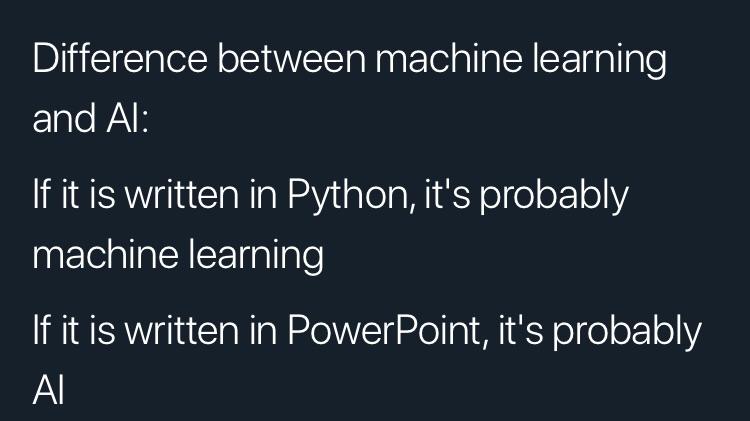 Difference between machine learning
and AI:
If it is written in Python, it's probably
machine learning
If it is written in PowerPoint, it's probably
AI